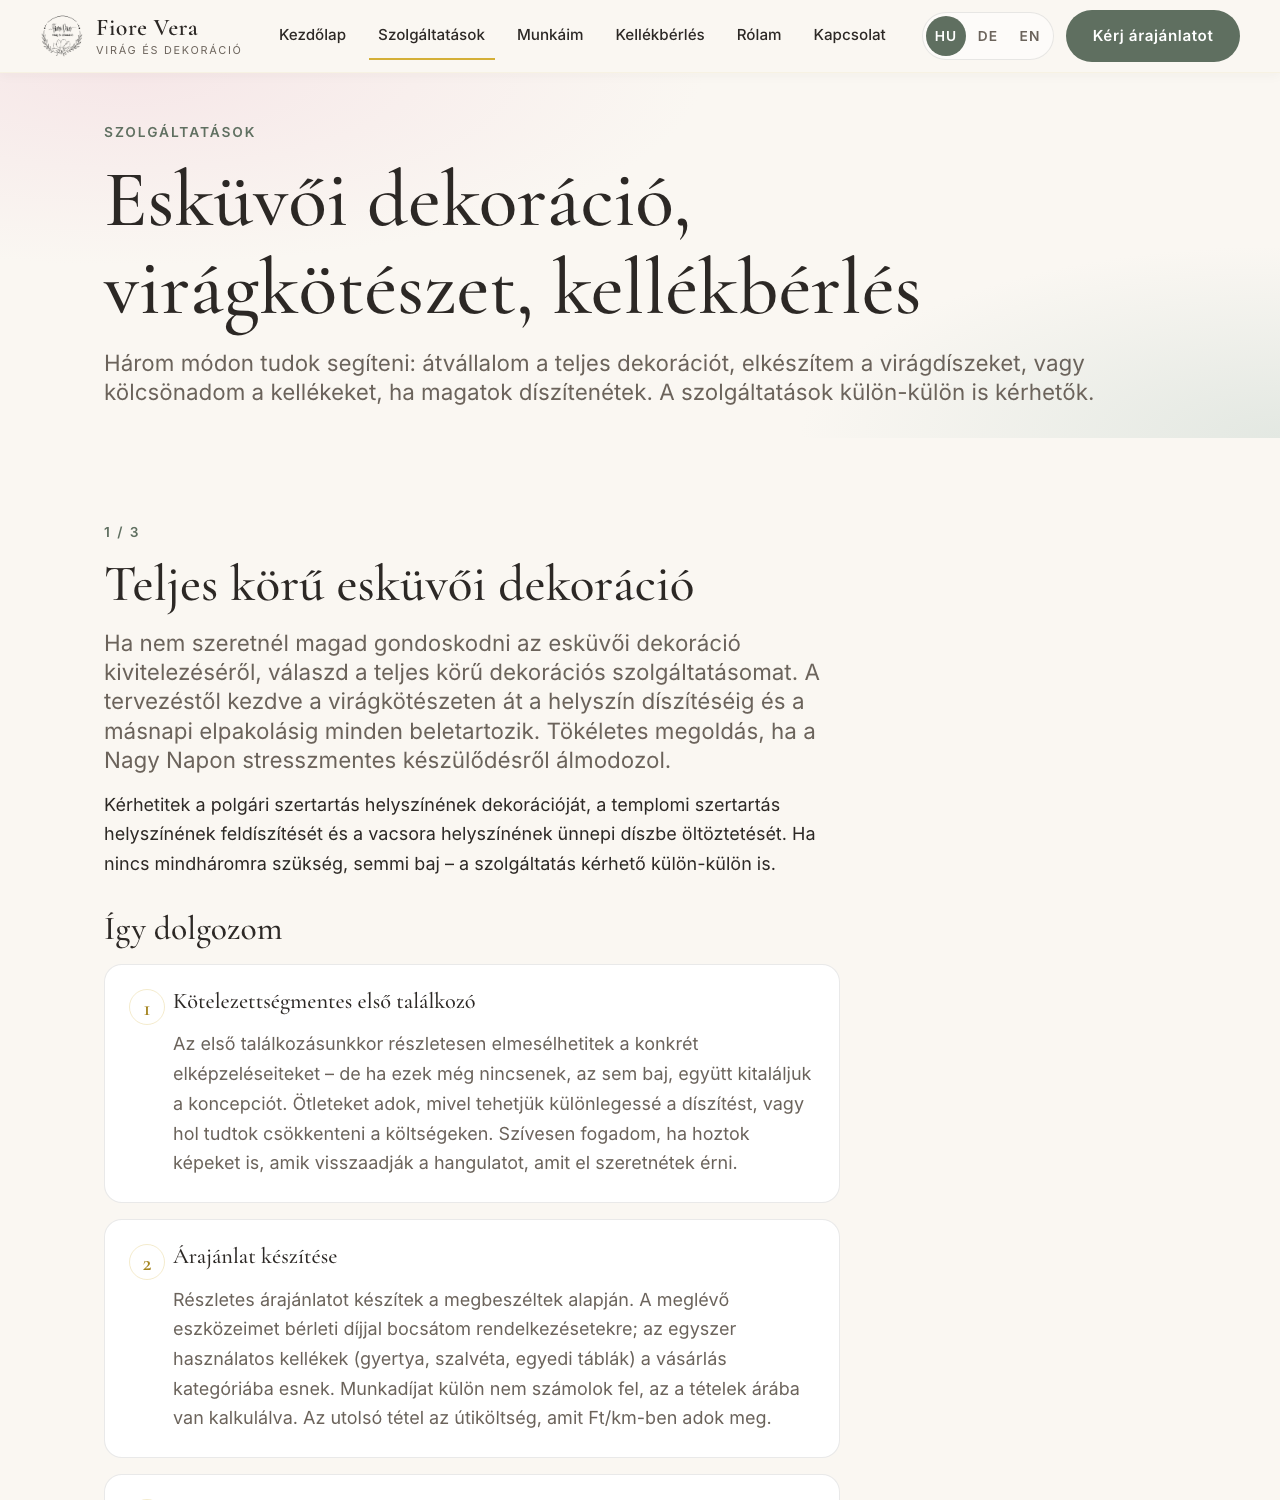 Fiore Vera
VIRÁG ÉS DEKORÁCIÓ
Kezdőlap
Szolgáltatások
Munkáim
Kellékbérlés
Rólam
Kapcsolat
HU
DE
EN
Kérj árajánlatot
SZOLGÁLTATÁSOK
Esküvői dekoráció,
virágkötészet, kellékbérlés
Három módon tudok segíteni: átvállalom a teljes dekorációt, elkészítem a virágdíszeket, vagy
kölcsönadom a kellékeket, ha magatok díszítenétek. A szolgáltatások külön-külön is kérhetők.
1 / 3
Teljes körű esküvői dekoráció
Ha nem szeretnél magad gondoskodni az esküvői dekoráció
kivitelezéséről, válaszd a teljes körű dekorációs szolgáltatásomat. A
tervezéstől kezdve a virágkötészeten át a helyszín díszítéséig és a
másnapi elpakolásig minden beletartozik. Tökéletes megoldás, ha a
Nagy Napon stresszmentes készülődésről álmodozol.
Kérhetitek a polgári szertartás helyszínének dekorációját, a templomi szertartás
helyszínének feldíszítését és a vacsora helyszínének ünnepi díszbe öltöztetését. Ha
nincs mindháromra szükség, semmi baj – a szolgáltatás kérhető külön-külön is.
Így dolgozom
1
Kötelezettségmentes első találkozó
Az első találkozásunkkor részletesen elmesélhetitek a konkrét
elképzeléseiteket – de ha ezek még nincsenek, az sem baj, együtt kitaláljuk
a koncepciót. Ötleteket adok, mivel tehetjük különlegessé a díszítést, vagy
hol tudtok csökkenteni a költségeken. Szívesen fogadom, ha hoztok
képeket is, amik visszaadják a hangulatot, amit el szeretnétek érni.
2
Árajánlat készítése
Részletes árajánlatot készítek a megbeszéltek alapján. A meglévő
eszközeimet bérleti díjjal bocsátom rendelkezésetekre; az egyszer
használatos kellékek (gyertya, szalvéta, egyedi táblák) a vásárlás
kategóriába esnek. Munkadíjat külön nem számolok fel, az a tételek árába
van kalkulálva. Az utolsó tétel az útiköltség, amit Ft/km-ben adok meg.